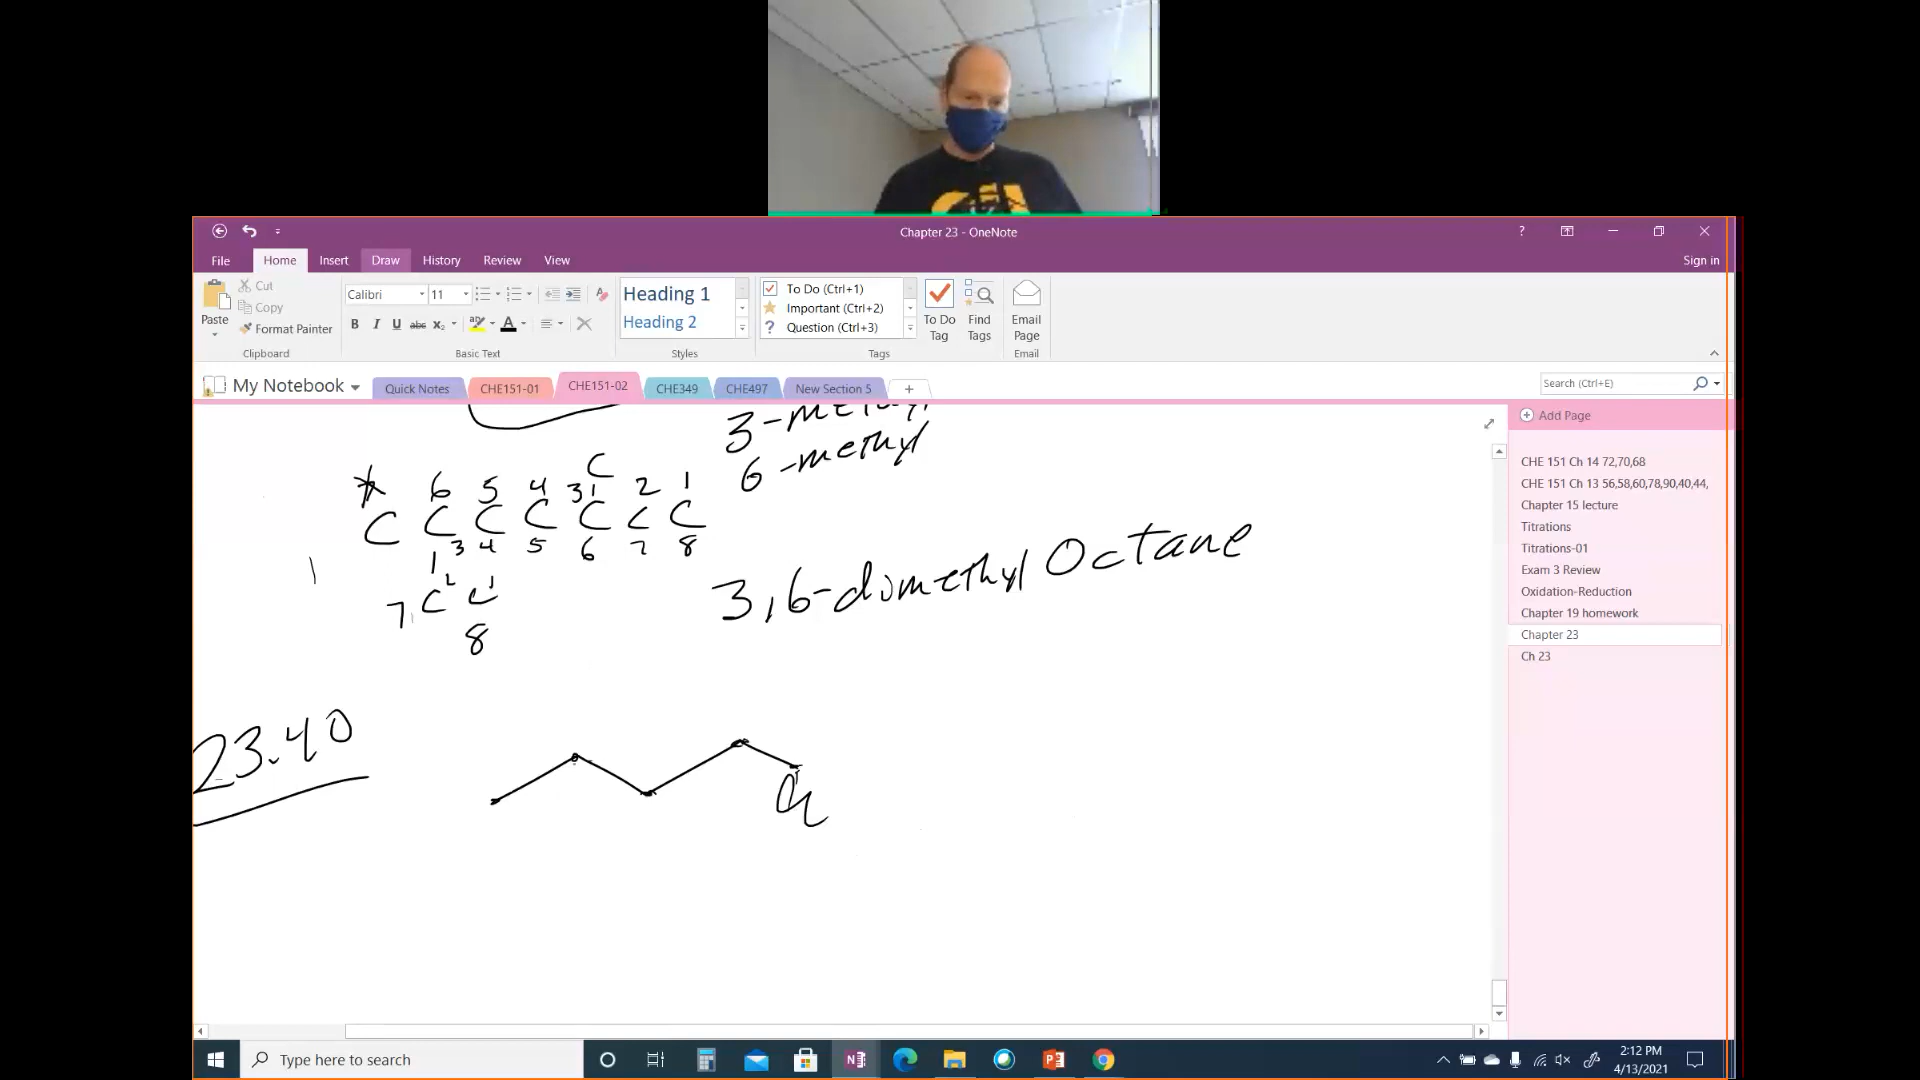 Chapter 23 - OneNote
?
File Home Insert Draw History Review View
Sign in
Paste
Cut
Copy
Format Painter
Clipboard
Calibri 11
B I U abc X₂ A
Basic Text
Heading 1
Heading 2
Styles
To Do (Ctrl+1)
Important (Ctrl+2)
? Question (Ctrl+3)
Tags
To Do Tag
Find Tags
Email Page
Email
My Notebook Quick Notes CHE151-01 CHE151-02 CHE349 CHE497 New Section 5 +
Search (Ctrl+E)
Add Page
CHE 151 Ch 14 72,70,68
CHE 151 Ch 13 56,58,60,78,90,40,44,
Chapter 15 lecture
Titrations
Titrations-01
Exam 3 Review
Oxidation-Reduction
Chapter 19 homework
Chapter 23
Ch 23
3-methyl
6-methyl
C
6 5 4 3 2 1
C C C C C C C
3 4 5 6 7 8
2 1
7 C C
8
3,6-dimethyl Octane
23.40
Type here to search
2:12 PM
4/13/2021